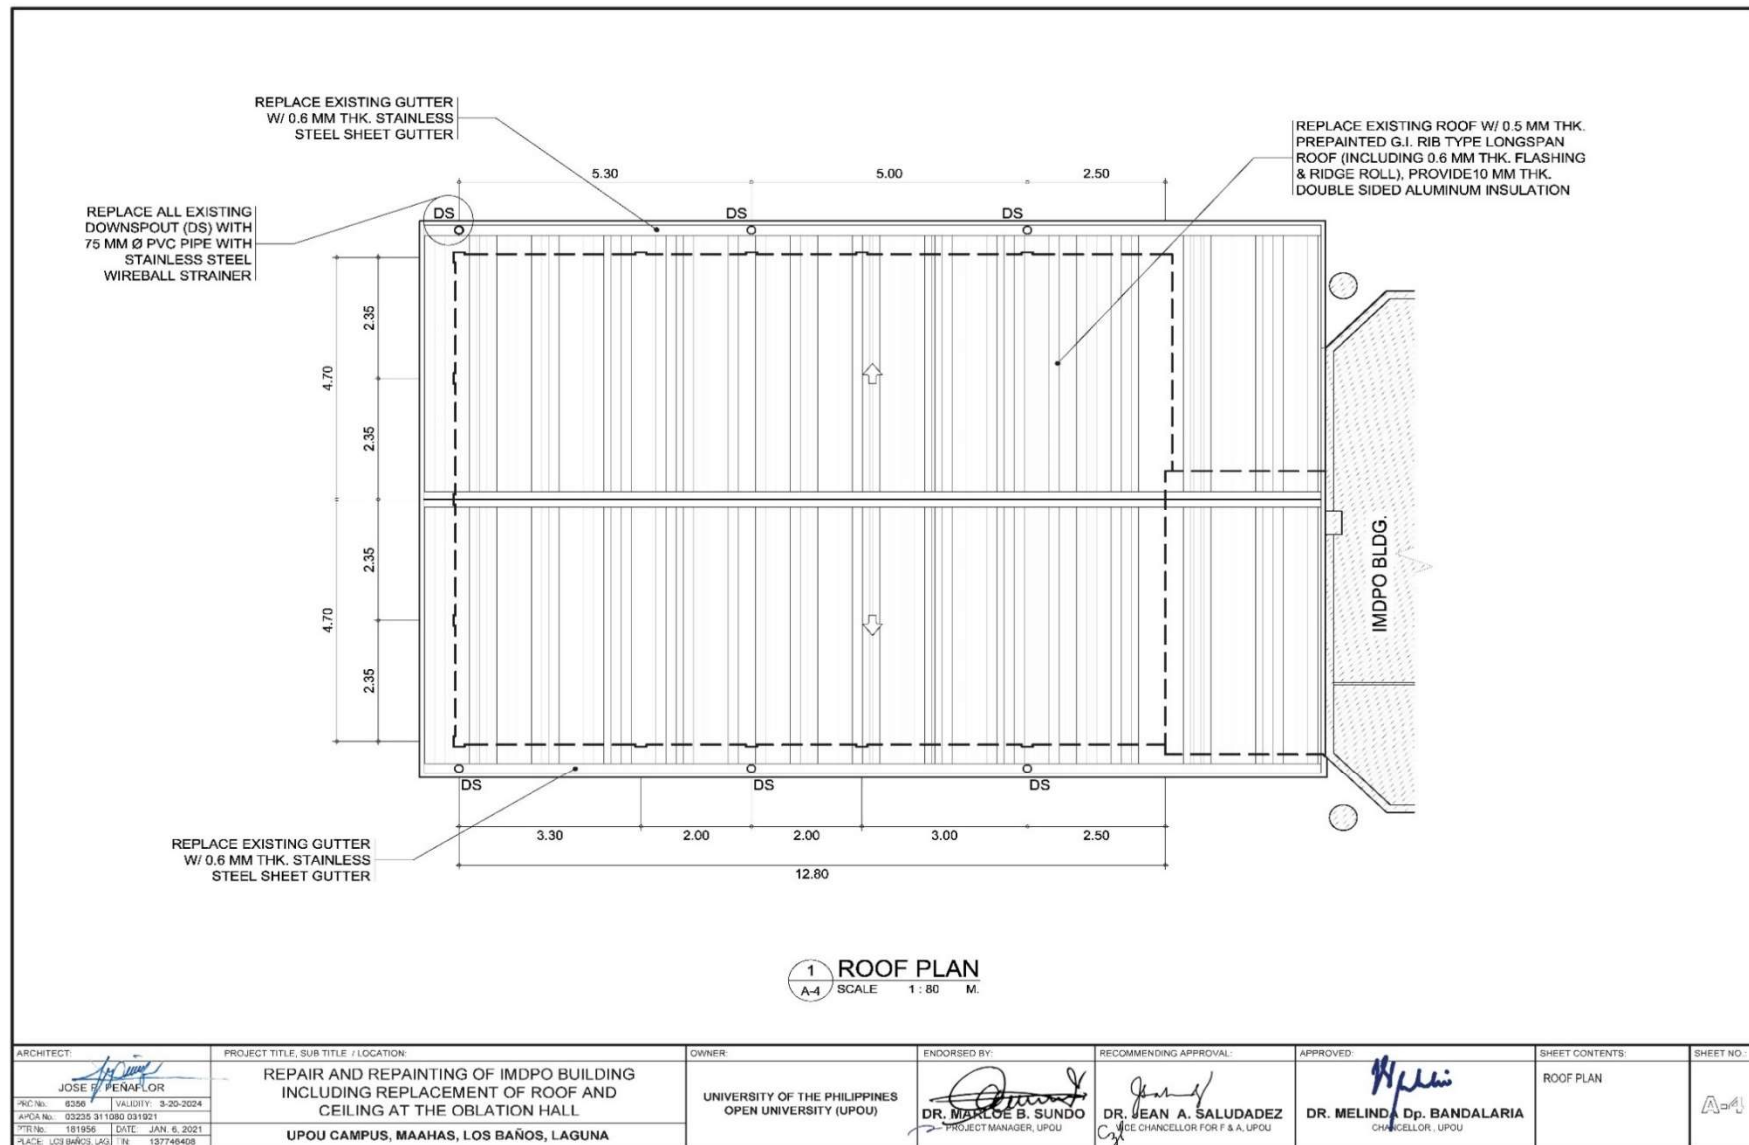 REPLACE EXISTING GUTTER
W/ 0.6 MM THK. STAINLESS
STEEL SHEET GUTTER
REPLACE EXISTING ROOF W/ 0.5 MM THK.
PREPAINTED G.I. RIB TYPE LONGSPAN
ROOF (INCLUDING 0.6 MM THK. FLASHING
& RIDGE ROLL), PROVIDE10 MM THK.
DOUBLE SIDED ALUMINUM INSULATION
5.30
5.00
2.50
REPLACE ALL EXISTING
DOWNSPOUT (DS) WITH
75 MM Ø PVC PIPE WITH
STAINLESS STEEL
WIREBALL STRAINER
DS
DS
DS
2.35
4.70
2.35
2.35
4.70
2.35
IMDPO BLDG.
DS
DS
DS
3.30
2.00
2.00
3.00
2.50
12.80
REPLACE EXISTING GUTTER
W/ 0.6 MM THK. STAINLESS
STEEL SHEET GUTTER
1
A-4
ROOF PLAN
SCALE 1 : 80 M.
ARCHITECT:
JOSE P. PEÑAFLOR
PRC No. 6356 VALIDITY: 3-20-2024
APOA No. 03235 311080 031921
PTR No. 181956 DATE: JAN. 6, 2021
PLACE: LOS BAÑOS, LAG. TIN: 137746408
PROJECT TITLE, SUB TITLE / LOCATION:
REPAIR AND REPAINTING OF IMDPO BUILDING
INCLUDING REPLACEMENT OF ROOF AND
CEILING AT THE OBLATION HALL
UPOU CAMPUS, MAAHAS, LOS BAÑOS, LAGUNA
OWNER:
UNIVERSITY OF THE PHILIPPINES
OPEN UNIVERSITY (UPOU)
ENDORSED BY:
DR. MARLOE B. SUNDO
PROJECT MANAGER, UPOU
RECOMMENDING APPROVAL:
DR. JEAN A. SALUDADEZ
VICE CHANCELLOR FOR F & A, UPOU
APPROVED:
DR. MELINDA Dp. BANDALARIA
CHANCELLOR , UPOU
SHEET CONTENTS:
ROOF PLAN
SHEET NO.:
A-4